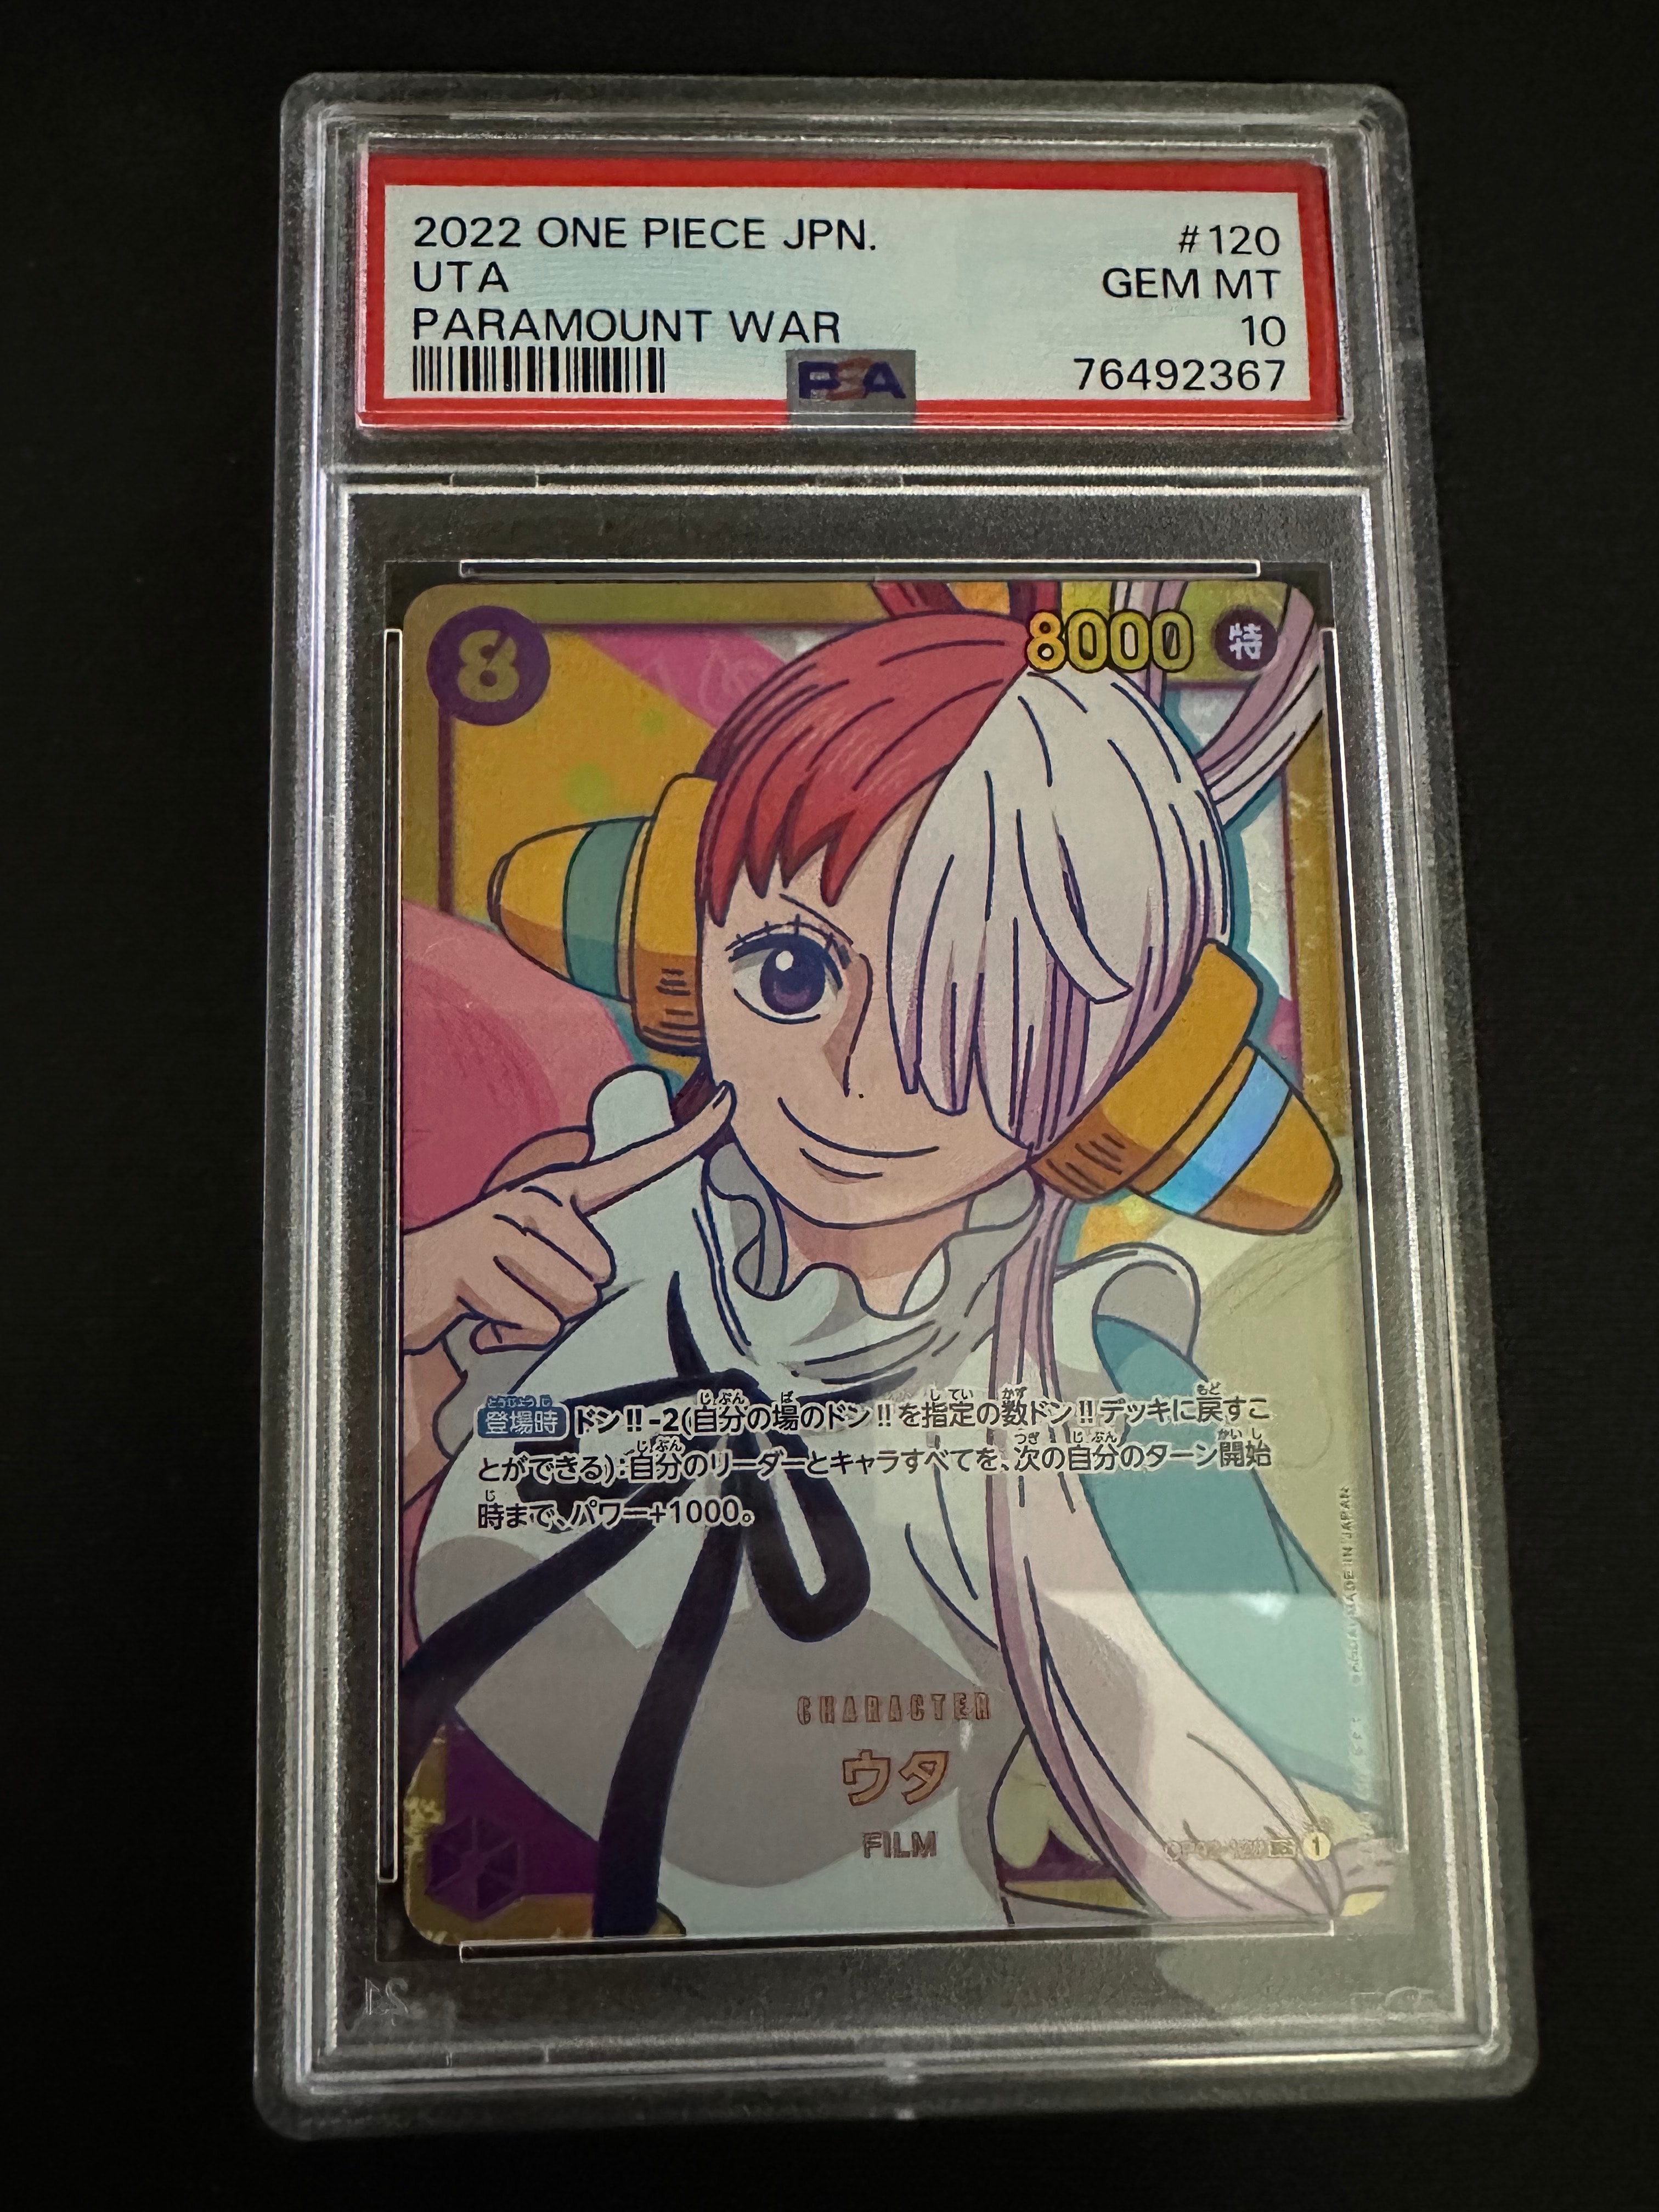 2022 ONE PIECE JPN. #120
UTA GEM MT
PARAMOUNT WAR 10
PSA 76492367
8 8000 特
登場時 ドン!!-2(自分の場のドン!!を指定の数ドン!!デッキに戻すこ
とができる):自分のリーダーとキャラすべてを、次の自分のターン開始
時まで、パワー+1000。
MADE IN JAPAN
CHARACTER
ウタ
FILM
OP02-120 1
21